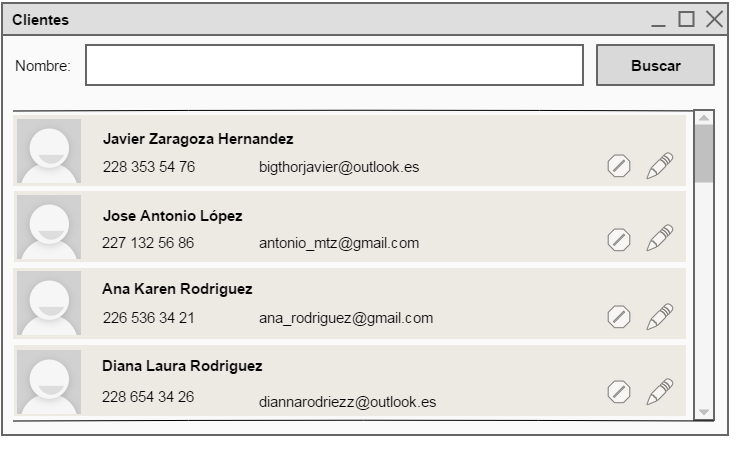 Clientes
Nombre:
Buscar
Javier Zaragoza Hernandez
228 353 54 76 bigthorjavier@outlook.es
Jose Antonio López
227 132 56 86 antonio_mtz@gmail.com
Ana Karen Rodriguez
226 536 34 21 ana_rodriguez@gmail.com
Diana Laura Rodriguez
228 654 34 26 diannarodriezz@outlook.es